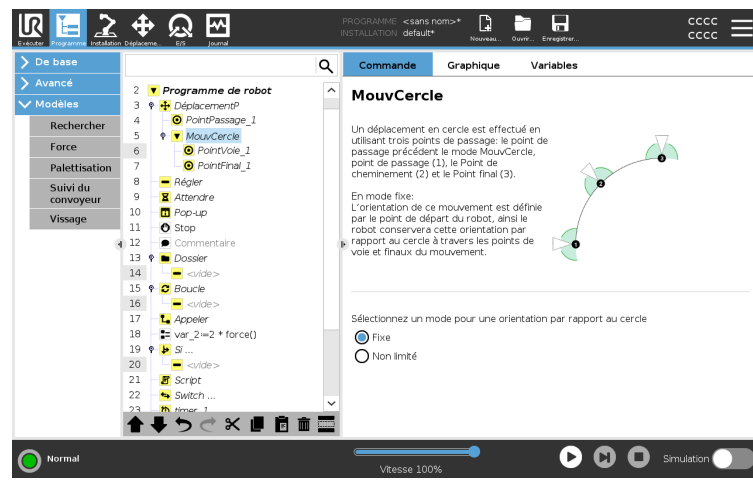 PROGRAMME <sans nom>*
INSTALLATION default*
Exécuter
Programme
Installation
Déplaceme...
E/S
Journal
Nouveau...
Ouvrir...
Enregistrer...
cccc
cccc
De base
Avancé
Modèles
Rechercher
Force
Palettisation
Suivi du
convoyeur
Vissage
2 Programme de robot
3 DéplacementP
4 PointPassage_1
5 MouvCercle
6 PointVoie_1
7 PointFinal_1
8 Régler
9 Attendre
10 Pop-up
11 Stop
12 Commentaire
13 Dossier
14 <vide>
15 Boucle
16 <vide>
17 Appeler
18 var_2≔2 * force()
19 Si ...
20 <vide>
21 Script
22 Switch ...
23 timer_1
Commande
Graphique
Variables
MouvCercle
Un déplacement en cercle est effectué en
utilisant trois points de passage: le point de
passage précédent le mode MouvCercle,
point de passage (1), le Point de
cheminement (2) et le Point final (3).
En mode fixe:
L'orientation de ce mouvement est définie
par le point de départ du robot, ainsi le
robot conservera cette orientation par
rapport au cercle à travers les points de
voie et finaux du mouvement.
1
2
3
Sélectionnez un mode pour une orientation par rapport au cercle
Fixe
Non limité
Normal
Vitesse 100%
Simulation